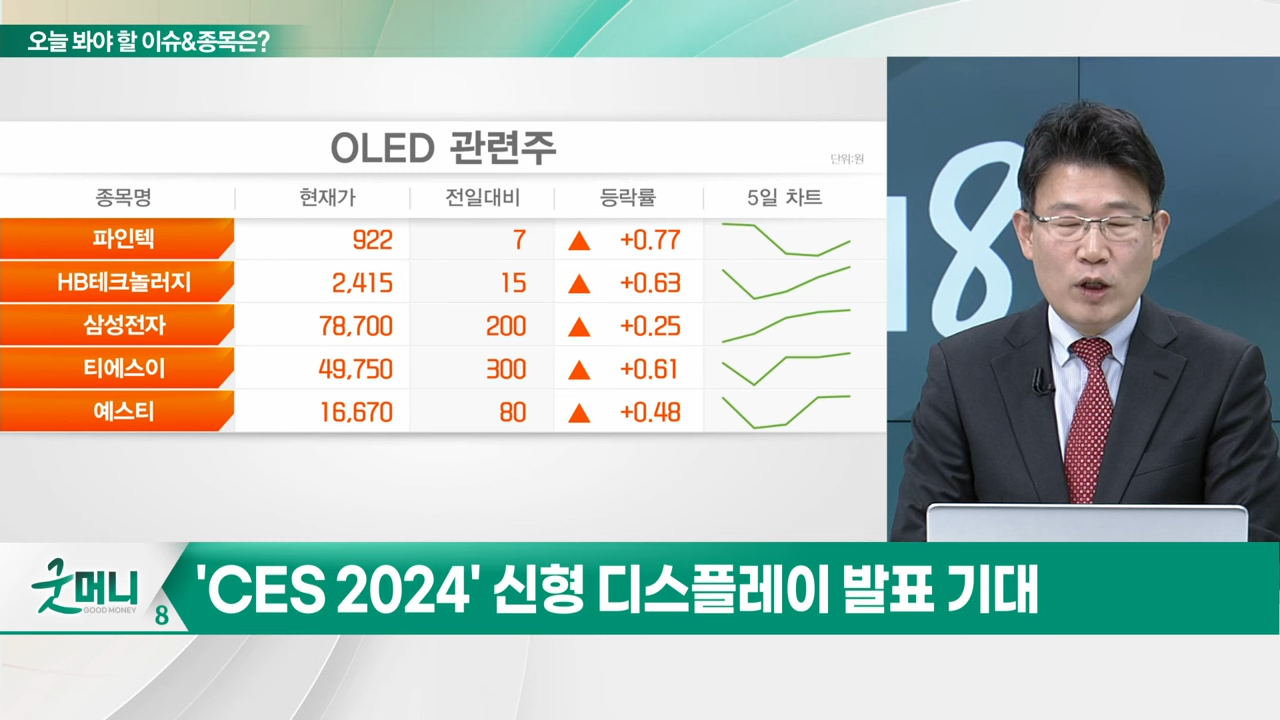 오늘 봐야 할 이슈&종목은?
OLED 관련주
단위:원
종목명 현재가 전일대비 등락률 5일 차트
파인텍 922 7 ▲ +0.77
HB테크놀러지 2,415 15 ▲ +0.63
삼성전자 78,700 200 ▲ +0.25
티에스이 49,750 300 ▲ +0.61
예스티 16,670 80 ▲ +0.48
8
굿머니
GOOD MONEY
8
'CES 2024' 신형 디스플레이 발표 기대